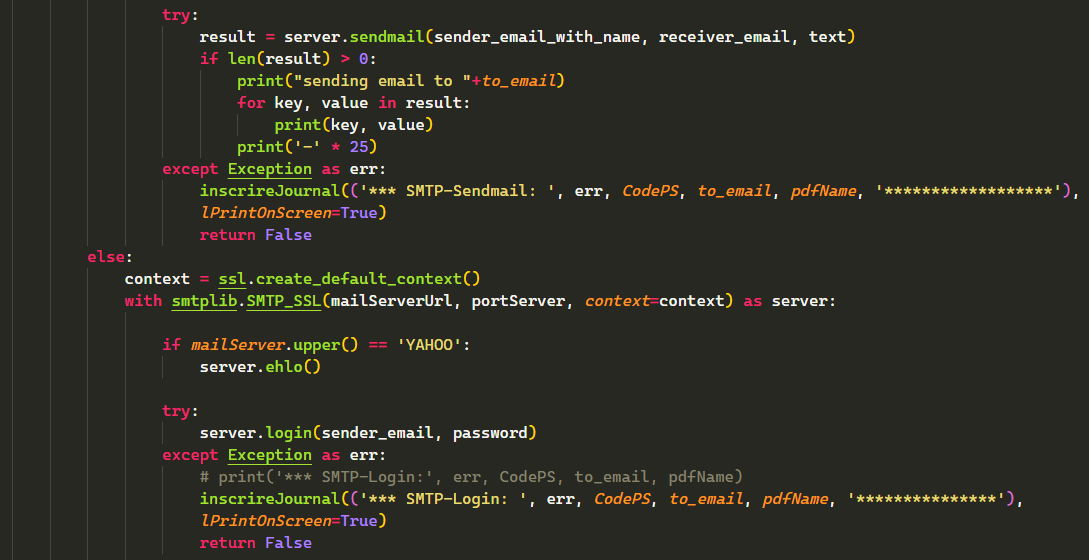 try:
result = server.sendmail(sender_email_with_name, receiver_email, text)
if len(result) > 0:
print("sending email to "+to_email)
for key, value in result:
print(key, value)
print('-' * 25)
except Exception as err:
inscrireJournal(('*** SMTP-Sendmail: ', err, CodePS, to_email, pdfName, '******************'),
lPrintOnScreen=True)
return False
else:
context = ssl.create_default_context()
with smtplib.SMTP_SSL(mailServerUrl, portServer, context=context) as server:
if mailServer.upper() == 'YAHOO':
server.ehlo()
try:
server.login(sender_email, password)
except Exception as err:
# print('*** SMTP-Login:', err, CodePS, to_email, pdfName)
inscrireJournal(('*** SMTP-Login: ', err, CodePS, to_email, pdfName, '***************'),
lPrintOnScreen=True)
return False